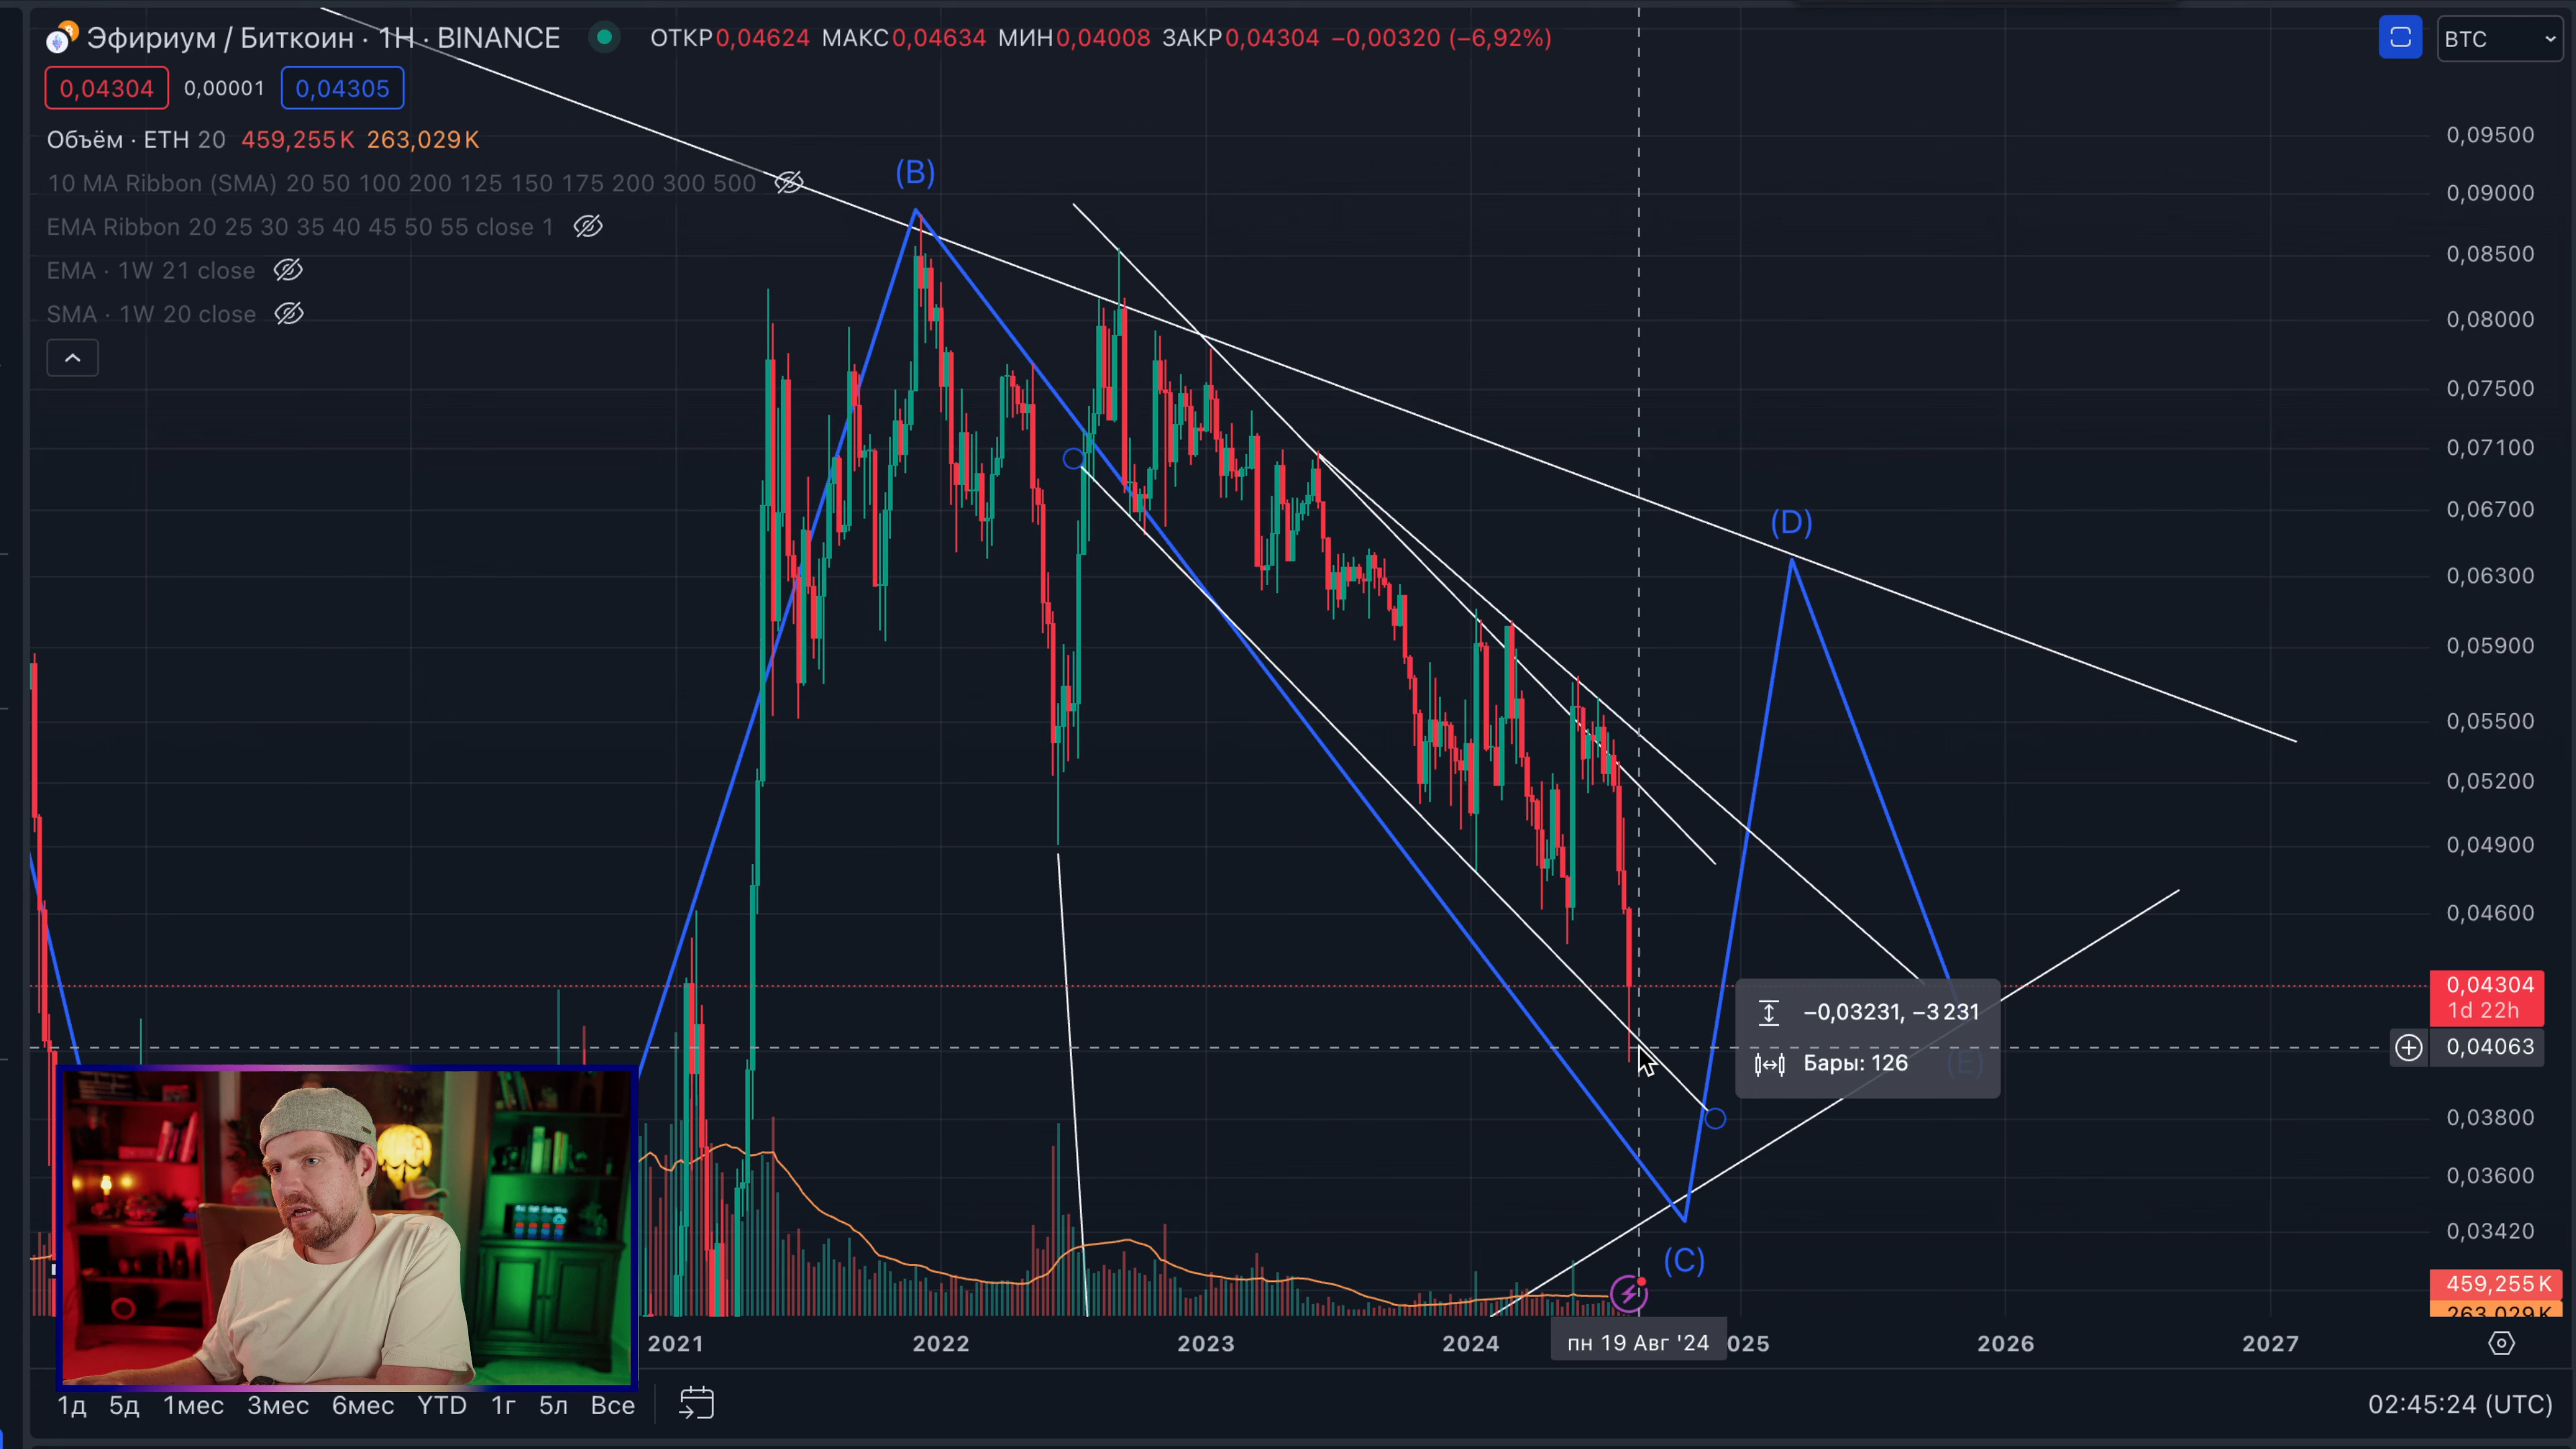 Эфириум / Биткоин · 1Н · BINANCE ОТКР0,04624 МАКС0,04634 МИН0,04008 ЗАКР0,04304 −0,00320 (−6,92%)
BTC
0,04304 0,00001 0,04305
Объём · ETH 20 459,255K 263,029K
10 MA Ribbon (SMA) 20 50 100 200 125 150 175 200 300 500
EMA Ribbon 20 25 30 35 40 45 50 55 close 1
EMA · 1W 21 close
SMA · 1W 20 close
(B)
(D)
(C)
(E)
−0,03231, −3 231
Бары: 126
0,09500
0,09000
0,08500
0,08000
0,07500
0,07100
0,06700
0,06300
0,05900
0,05500
0,05200
0,04900
0,04600
0,04304
1d 22h
0,04063
0,03800
0,03600
0,03420
459,255K
263,029K
2021 2022 2023 2024 пн 19 Авг '24 025 2026 2027
1д 5д 1мес 3мес 6мес YTD 1г 5л Все
02:45:24 (UTC)